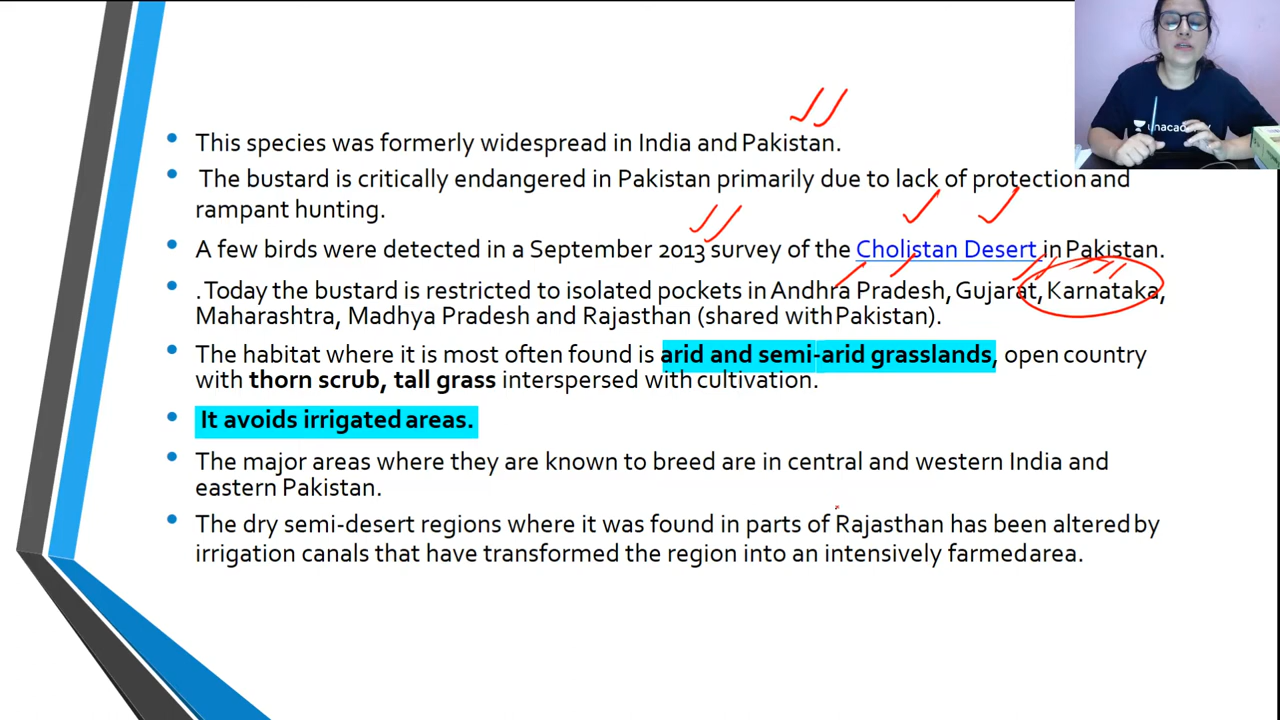 This species was formerly widespread in India and Pakistan.
The bustard is critically endangered in Pakistan primarily due to lack of protection and
rampant hunting.
A few birds were detected in a September 2013 survey of the Cholistan Desert in Pakistan.
. Today the bustard is restricted to isolated pockets in Andhra Pradesh, Gujarat, Karnataka,
Maharashtra, Madhya Pradesh and Rajasthan (shared with Pakistan).
The habitat where it is most often found is arid and semi-arid grasslands, open country
with thorn scrub, tall grass interspersed with cultivation.
It avoids irrigated areas.
The major areas where they are known to breed are in central and western India and
eastern Pakistan.
The dry semi-desert regions where it was found in parts of Rajasthan has been altered by
irrigation canals that have transformed the region into an intensively farmed area.
unacademy